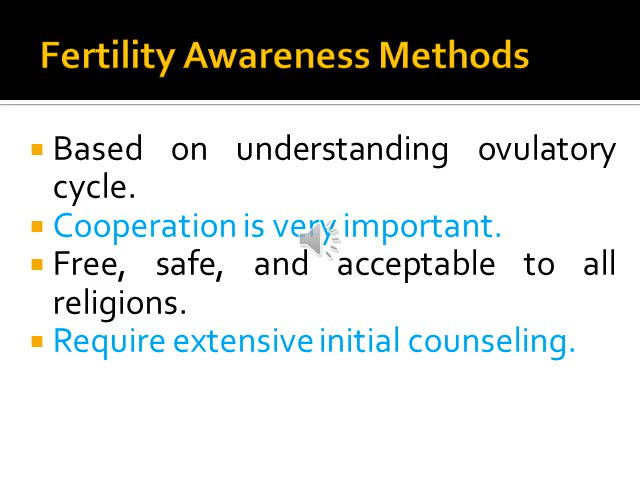 Fertility Awareness Methods
Based on understanding ovulatory
cycle.
Cooperation is very important.
Free, safe, and acceptable to all
religions.
Require extensive initial counseling.